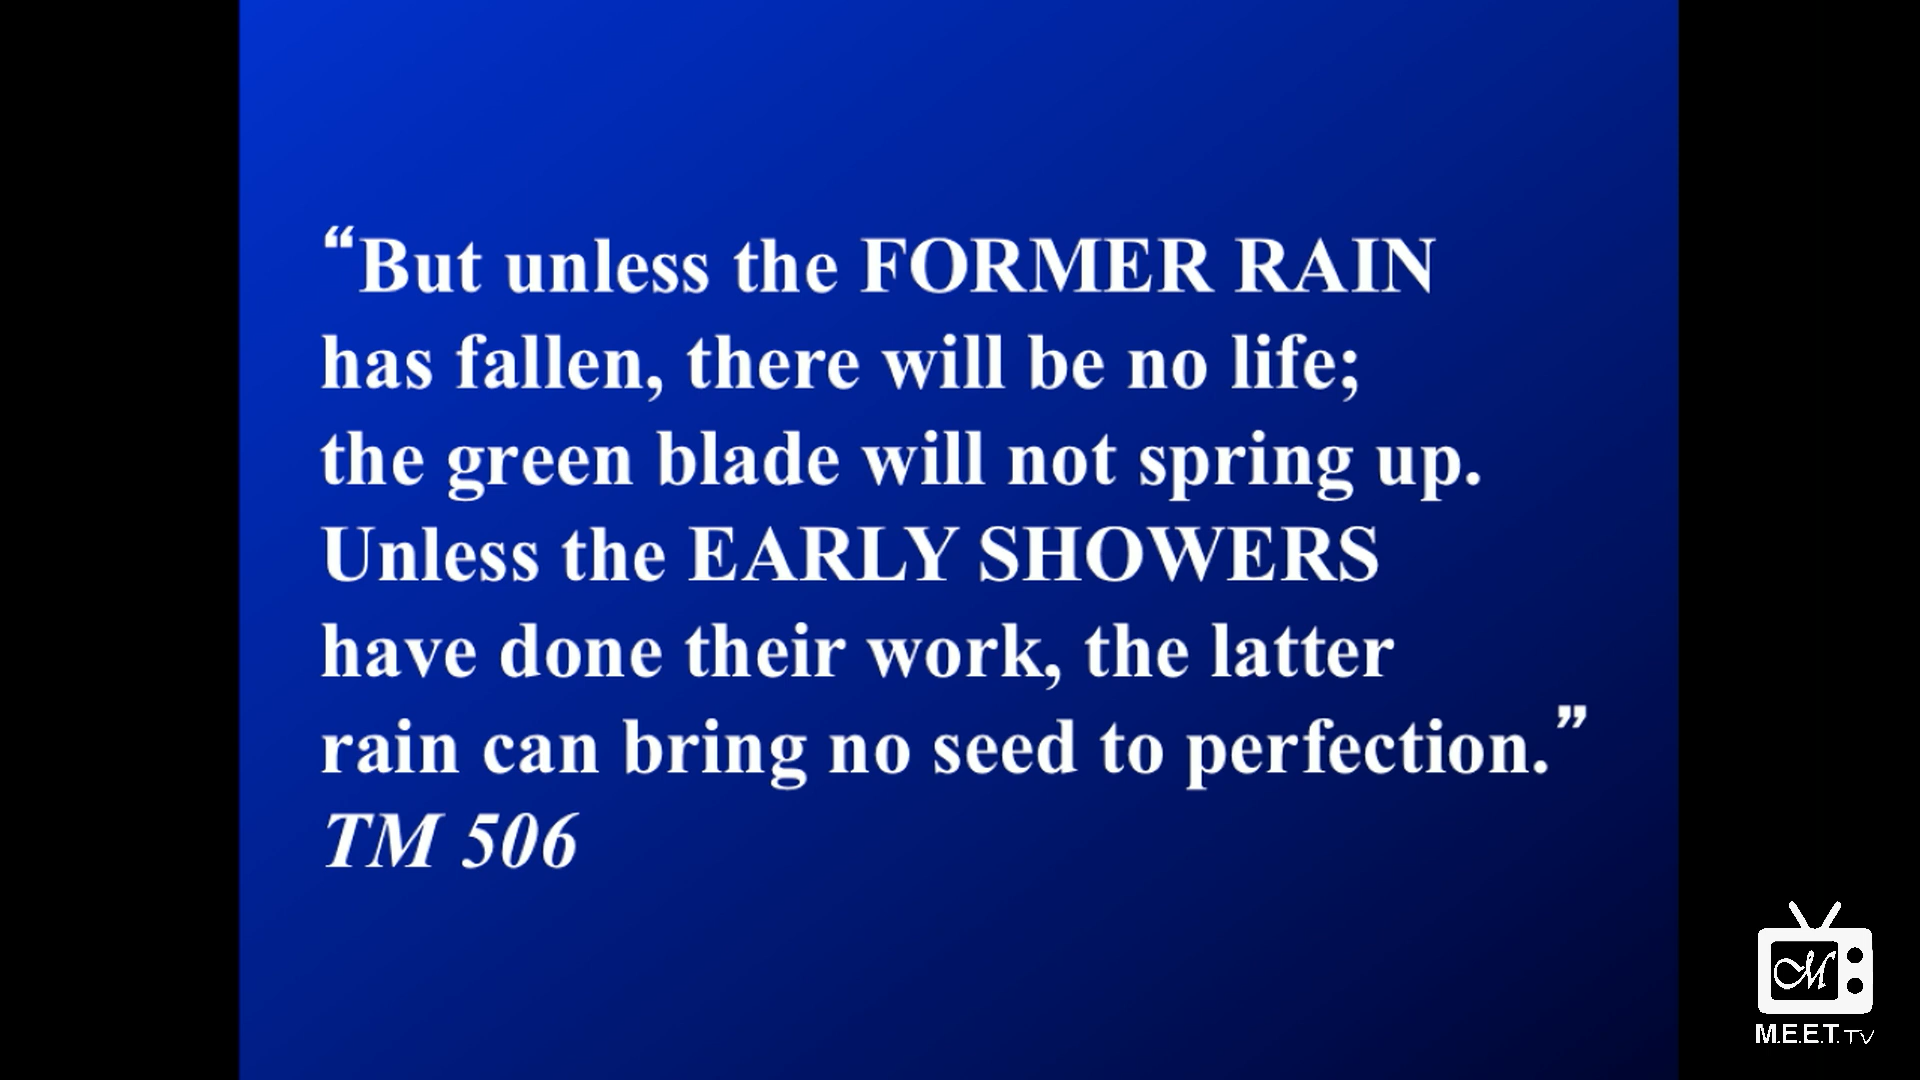 “But unless the FORMER RAIN
has fallen, there will be no life;
the green blade will not spring up.
Unless the EARLY SHOWERS
have done their work, the latter
rain can bring no seed to perfection.”
TM 506
M
M.E.E.T. TV